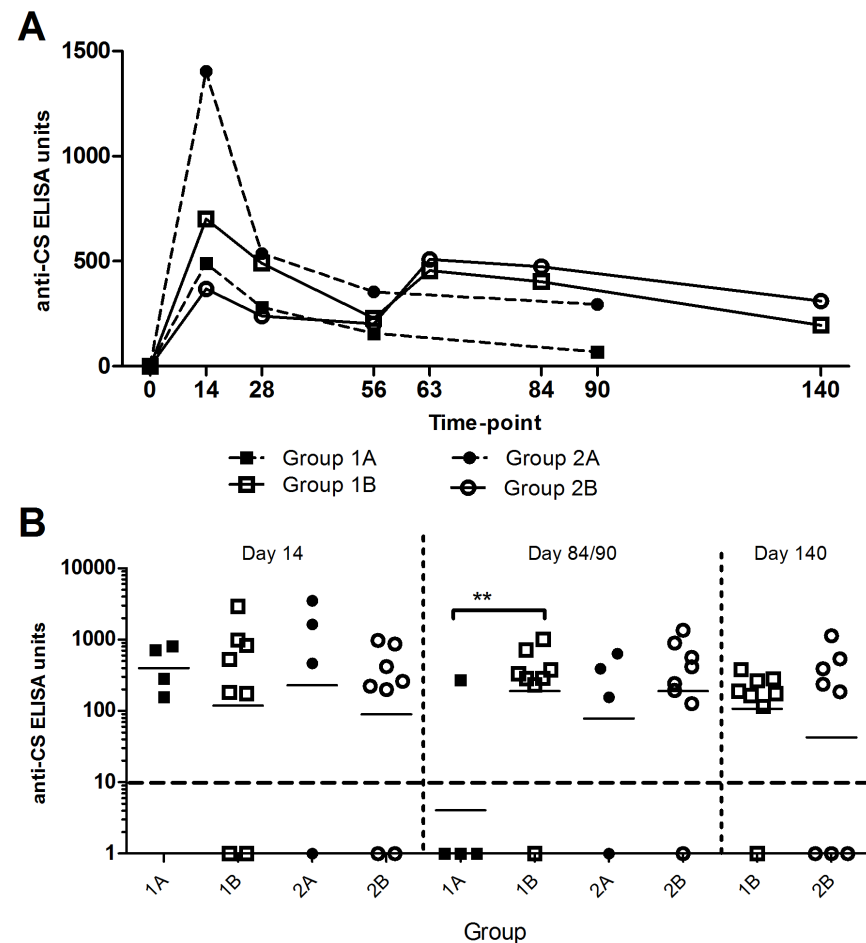 A
1500
1000
500
0
anti-CS ELISA units
0 14 28 56 63 84 90 140
Time-point
Group 1A Group 2A
Group 1B Group 2B
B
Day 14 Day 84/90 Day 140
10000
1000
100
10
1
anti-CS ELISA units
**
1A 1B 2A 2B 1A 1B 2A 2B 1B 2B
Group